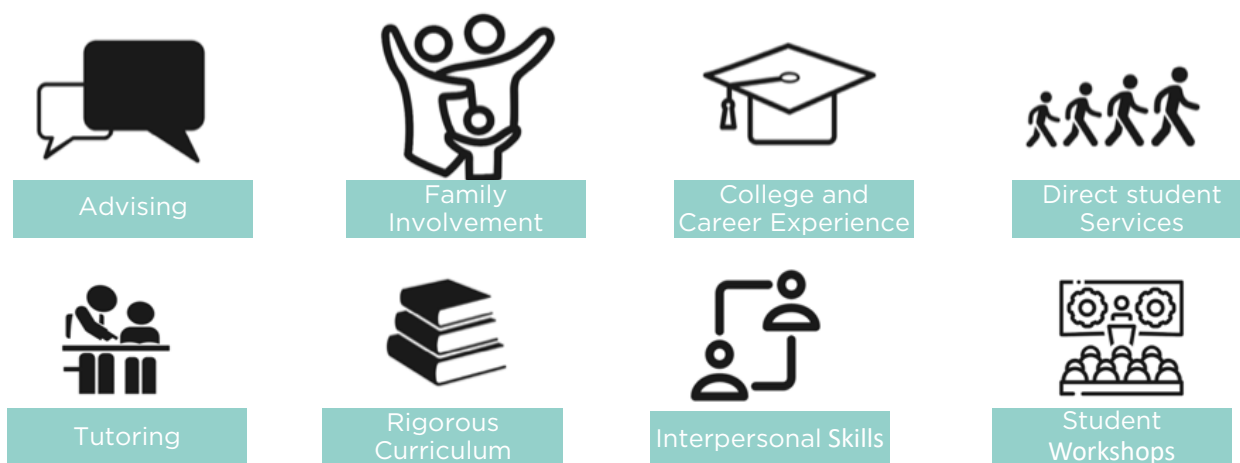 Advising
Family
Involvement
College and
Career Experience
Direct student
Services
Tutoring
Rigorous
Curriculum
Interpersonal Skills
Student
Workshops